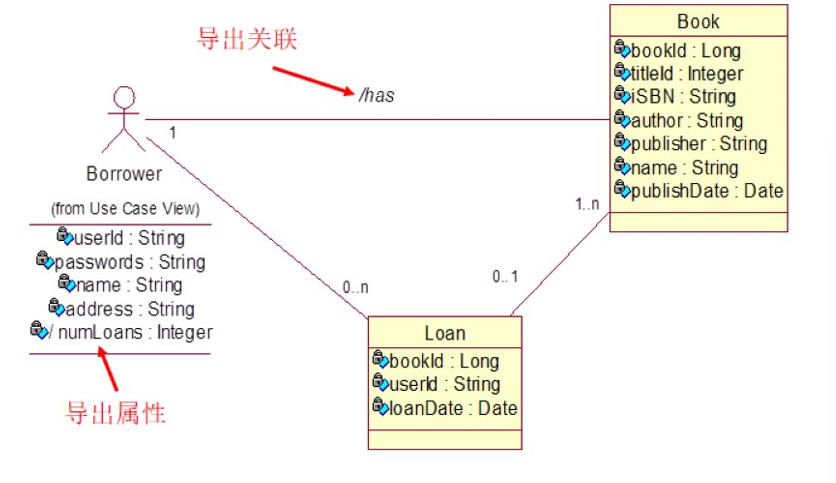 导出关联
/has
1
Borrower
(from Use Case View)
userId : String
passwords : String
name : String
address : String
/ numLoans : Integer
导出属性
Book
bookId : Long
titleId : Integer
iSBN : String
author : String
publisher : String
name : String
publishDate : Date
1..n
0..n
0..1
Loan
bookId : Long
userId : String
loanDate : Date